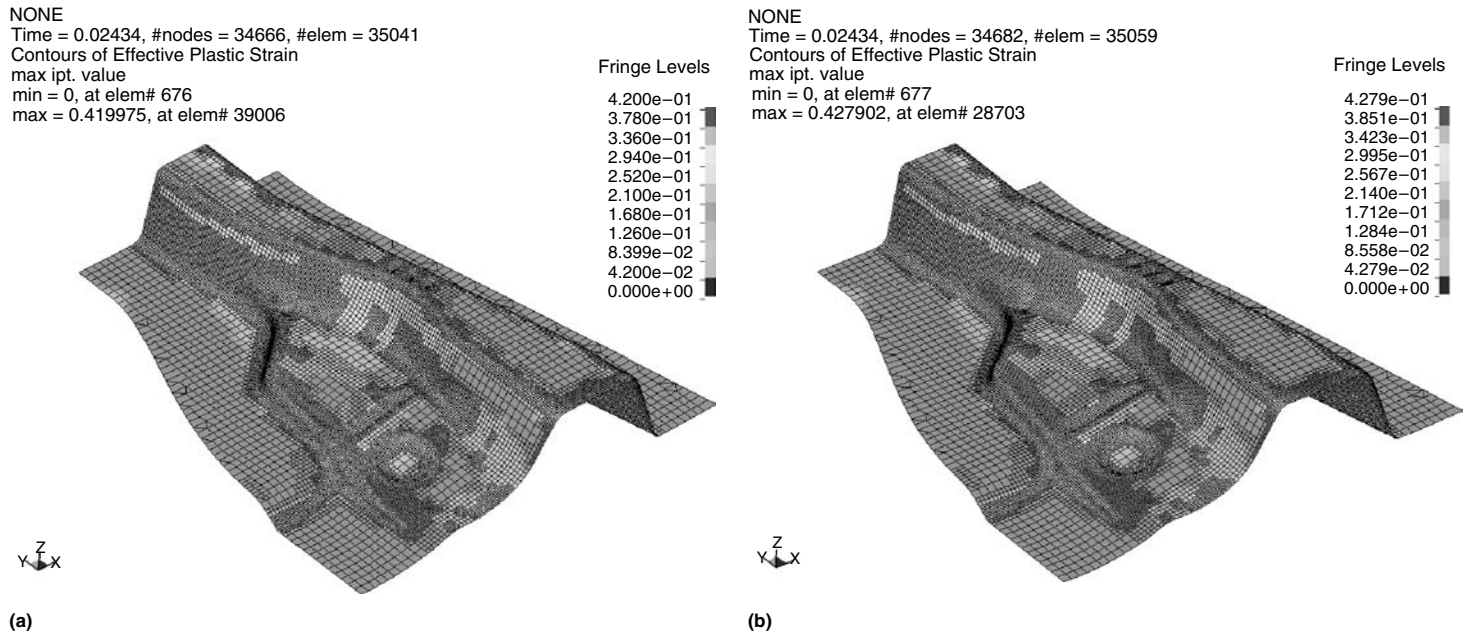 NONE
Time = 0.02434, #nodes = 34666, #elem = 35041
Contours of Effective Plastic Strain
max ipt. value
min = 0, at elem# 676
max = 0.419975, at elem# 39006
Fringe Levels
4.200e−01
3.780e−01
3.360e−01
2.940e−01
2.520e−01
2.100e−01
1.680e−01
1.260e−01
8.399e−02
4.200e−02
0.000e+00
Z
Y X
(a)
NONE
Time = 0.02434, #nodes = 34682, #elem = 35059
Contours of Effective Plastic Strain
max ipt. value
min = 0, at elem# 677
max = 0.427902, at elem# 28703
Fringe Levels
4.279e−01
3.851e−01
3.423e−01
2.995e−01
2.567e−01
2.140e−01
1.712e−01
1.284e−01
8.558e−02
4.279e−02
0.000e+00
Z
Y X
(b)